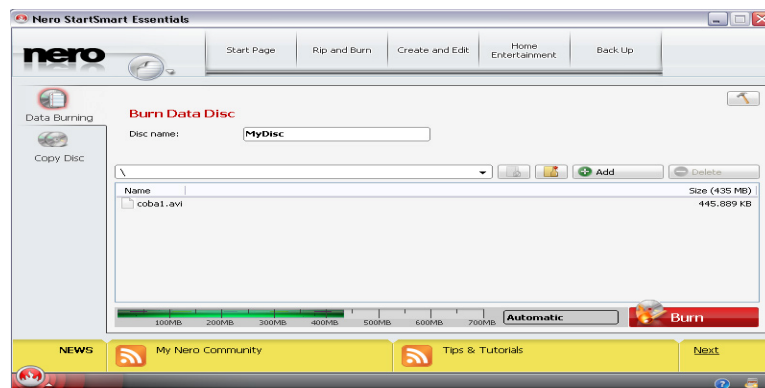 Nero StartSmart Essentials
nero
Start Page
Rip and Burn
Create and Edit
Home
Entertainment
Back Up
Data Burning
Copy Disc
Burn Data Disc
Disc name:
MyDisc
\
Add
Delete
Name
Size (435 MB)
coba1.avi
445.889 KB
100MB 200MB 300MB 400MB 500MB 600MB 700MB
Automatic
Burn
NEWS
My Nero Community
Tips & Tutorials
Next